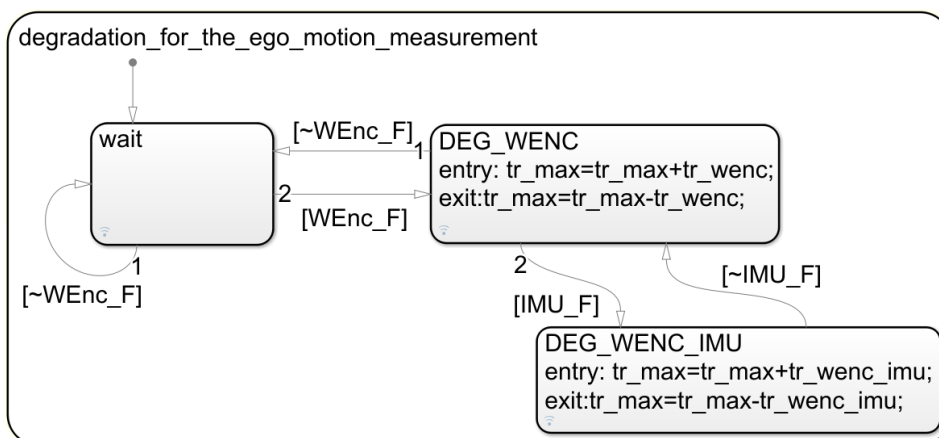 degradation_for_the_ego_motion_measurement
wait
[~WEnc_F]
1
DEG_WENC
entry: tr_max=tr_max+tr_wenc;
exit:tr_max=tr_max-tr_wenc;
2
[WEnc_F]
1
[~WEnc_F]
2
[IMU_F]
[~IMU_F]
DEG_WENC_IMU
entry: tr_max=tr_max+tr_wenc_imu;
exit:tr_max=tr_max-tr_wenc_imu;